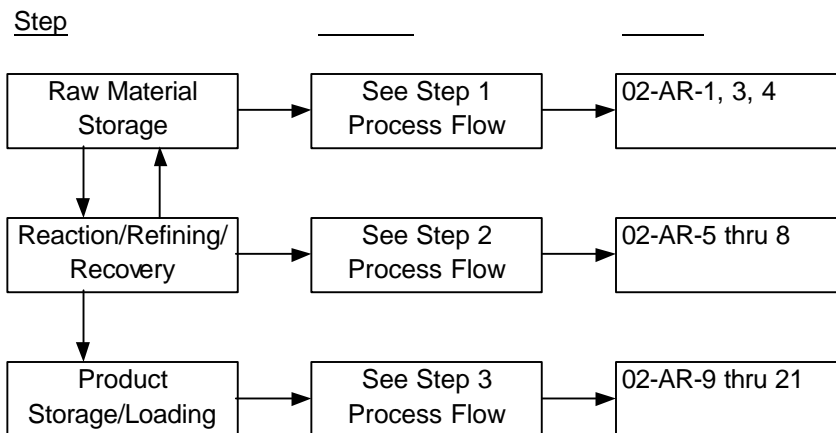 Step
Raw Material
Storage
See Step 1
Process Flow
02-AR-1, 3, 4
Reaction/Refining/
Recovery
See Step 2
Process Flow
02-AR-5 thru 8
Product
Storage/Loading
See Step 3
Process Flow
02-AR-9 thru 21